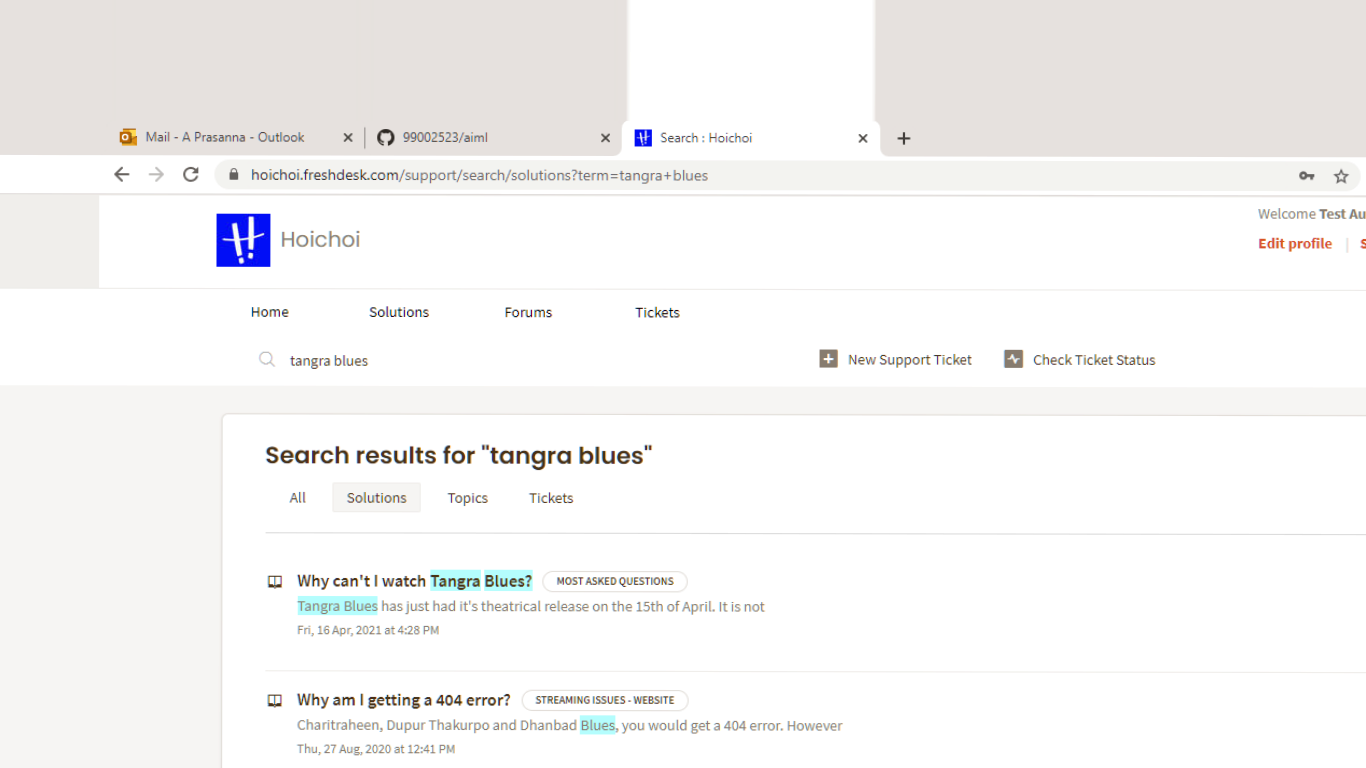 Mail - A Prasanna - Outlook
99002523/aiml
Search : Hoichoi
hoichoi.freshdesk.com/support/search/solutions?term=tangra+blues
Hoichoi
Welcome Test Au
Edit profile | S
Home Solutions Forums Tickets
tangra blues
New Support Ticket
Check Ticket Status
Search results for "tangra blues"
All Solutions Topics Tickets
Why can't I watch Tangra Blues? MOST ASKED QUESTIONS
Tangra Blues has just had it's theatrical release on the 15th of April. It is not
Fri, 16 Apr, 2021 at 4:28 PM
Why am I getting a 404 error? STREAMING ISSUES - WEBSITE
Charitraheen, Dupur Thakurpo and Dhanbad Blues, you would get a 404 error. However
Thu, 27 Aug, 2020 at 12:41 PM